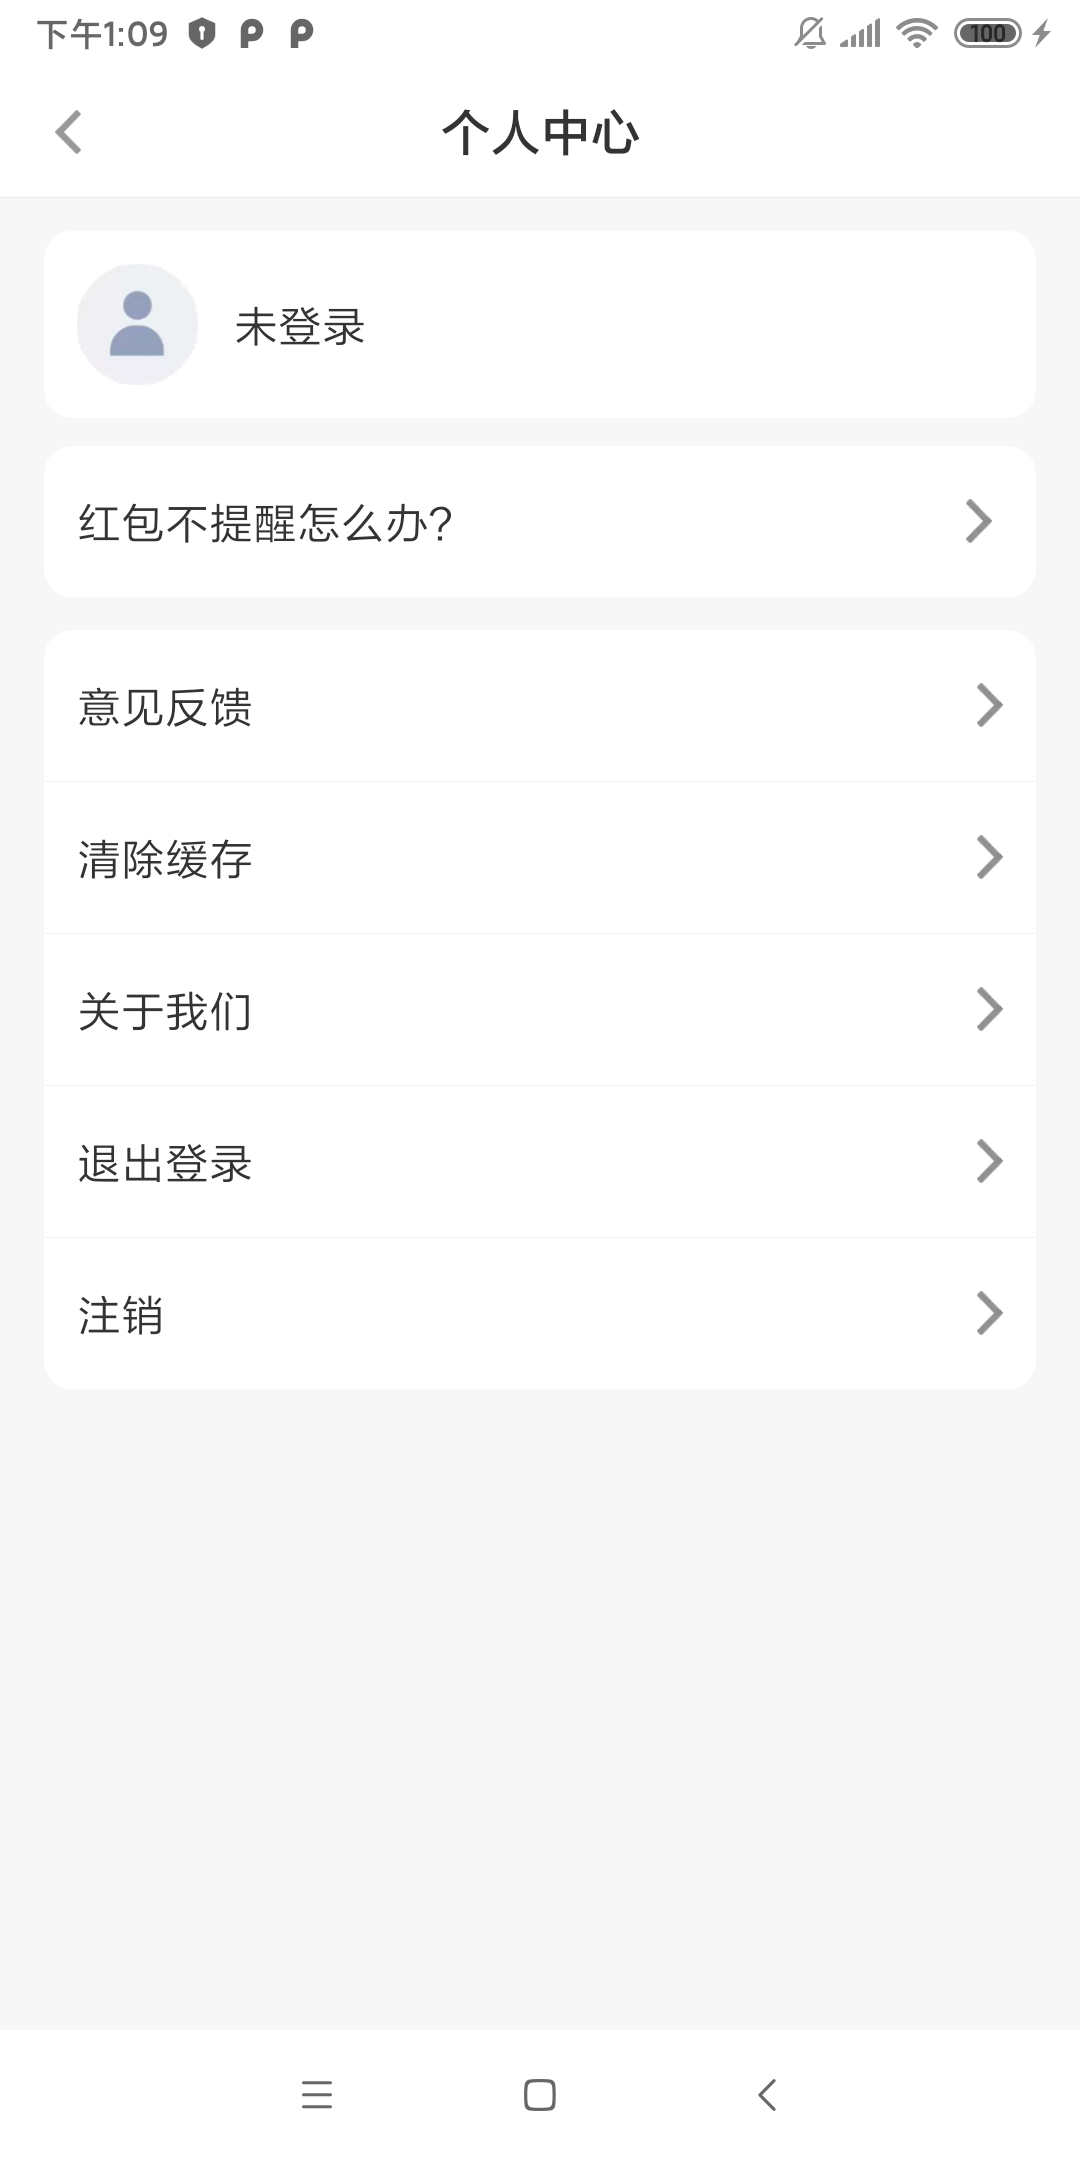 下午1:09
100
个人中心
未登录
红包不提醒怎么办?
意见反馈
清除缓存
关于我们
退出登录
注销